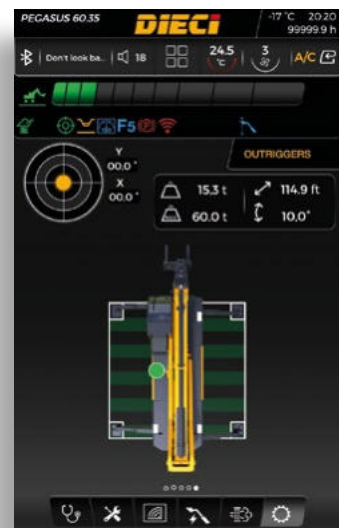 PEGASUS 60.35
DIECI
-17 °C 20:20
99999.9 h
Don't look ba..
18
24.5
°C
3
A/C
F5
Y
00,0°
X
00.0°
OUTRIGGERS
15.3 t
114.9 ft
60.0 t
10,0°